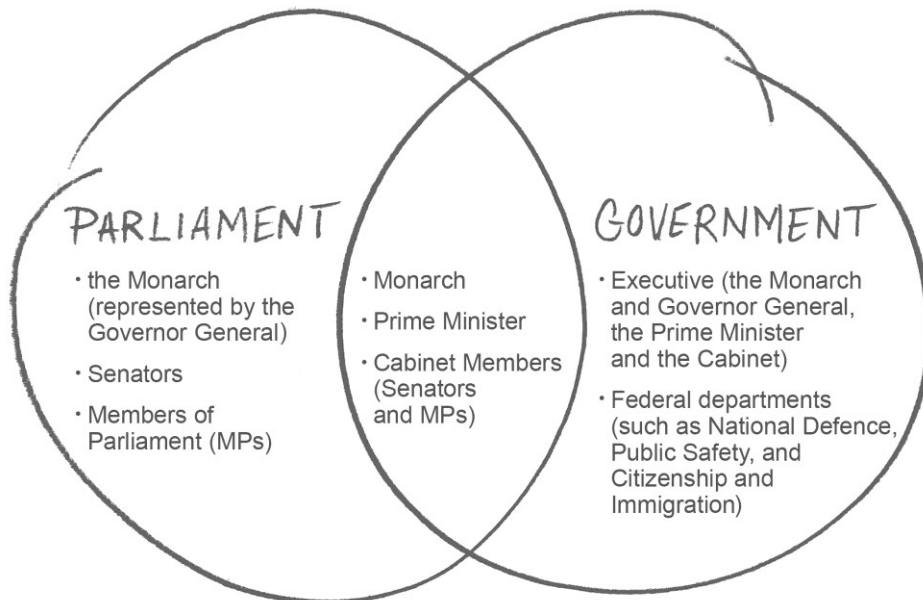 PARLIAMENT
• the Monarch
(represented by the
Governor General)
• Senators
• Members of
Parliament (MPs)
• Monarch
• Prime Minister
• Cabinet Members
(Senators
and MPs)
GOVERNMENT
• Executive (the Monarch
and Governor General,
the Prime Minister
and the Cabinet)
• Federal departments
(such as National Defence,
Public Safety, and
Citizenship and
Immigration)